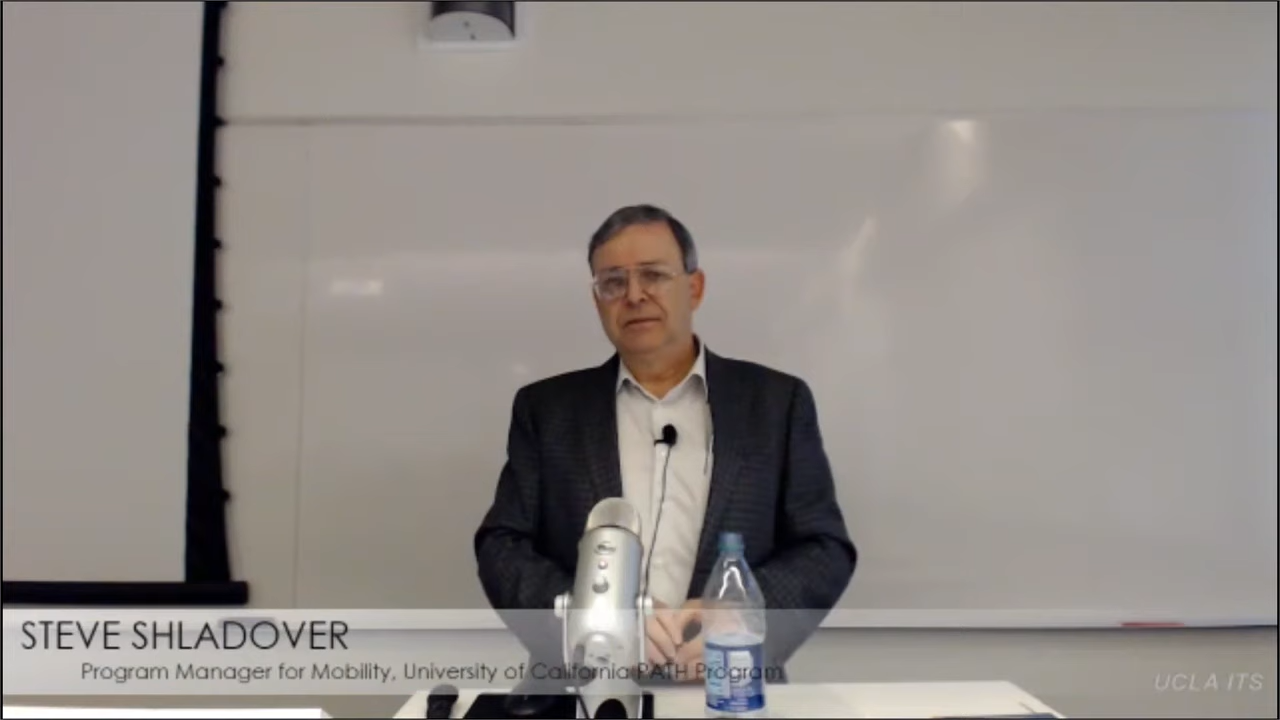 STEVE SHLADOVER
Program Manager for Mobility, University of California PATH Program
UCLA ITS